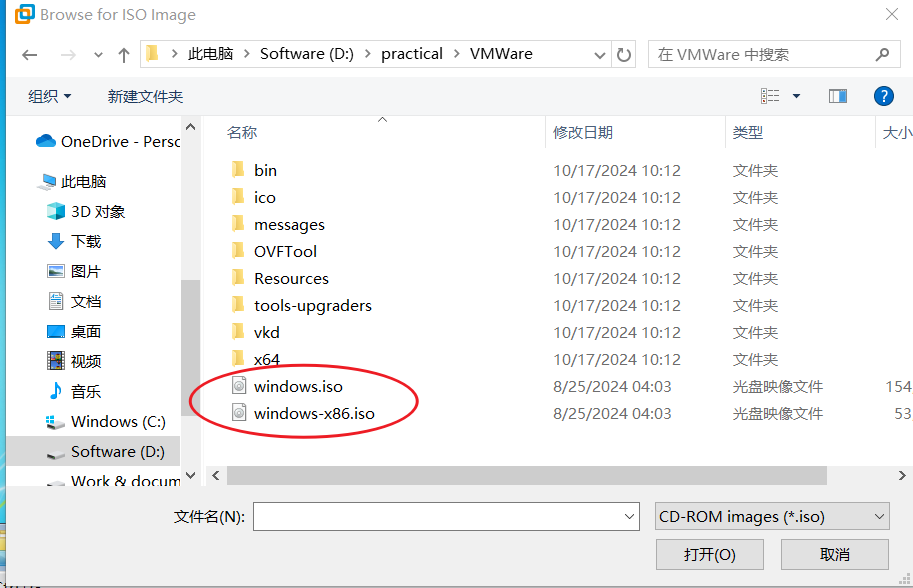 Browse for ISO Image
此电脑 > Software (D:) > practical > VMWare
在 VMWare 中搜索
组织 新建文件夹
OneDrive - Perso
此电脑
3D 对象
下载
图片
文档
桌面
视频
音乐
Windows (C:)
Software (D:)
Work & docum
名称 修改日期 类型 大小
bin 10/17/2024 10:12 文件夹
ico 10/17/2024 10:12 文件夹
messages 10/17/2024 10:12 文件夹
OVFTool 10/17/2024 10:12 文件夹
Resources 10/17/2024 10:12 文件夹
tools-upgraders 10/17/2024 10:12 文件夹
vkd 10/17/2024 10:12 文件夹
x64 10/17/2024 10:12 文件夹
windows.iso 8/25/2024 04:03 光盘映像文件 154,
windows-x86.iso 8/25/2024 04:03 光盘映像文件 53
文件名(N): CD-ROM images (*.iso)
打开(O) 取消